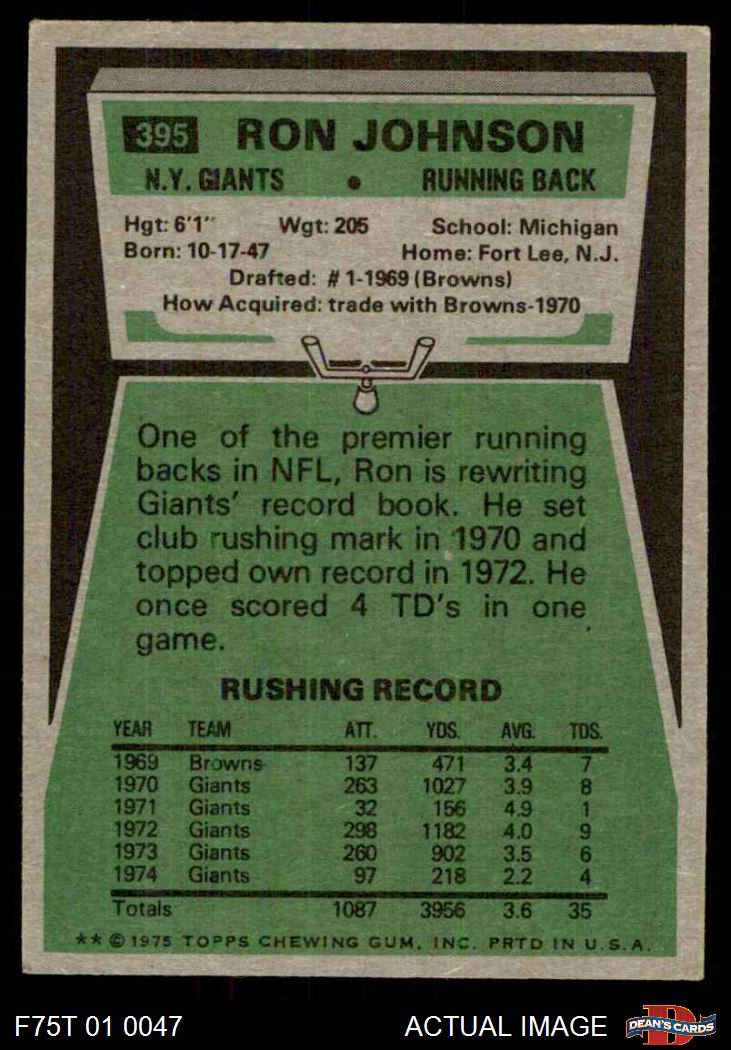 395 RON JOHNSON
N.Y. GIANTS • RUNNING BACK
Hgt: 6'1" Wgt: 205 School: Michigan
Born: 10-17-47 Home: Fort Lee, N.J.
Drafted: #1-1969 (Browns)
How Acquired: trade with Browns-1970
One of the premier running
backs in NFL, Ron is rewriting
Giants' record book. He set
club rushing mark in 1970 and
topped own record in 1972. He
once scored 4 TD's in one
game.
RUSHING RECORD
YEAR TEAM ATT. YDS. AVG. TDS.
1969 Browns 137 471 3.4 7
1970 Giants 263 1027 3.9 8
1971 Giants 32 156 4.9 1
1972 Giants 298 1182 4.0 9
1973 Giants 260 902 3.5 6
1974 Giants 97 218 2.2 4
Totals 1087 3956 3.6 35
** © 1975 TOPPS CHEWING GUM, INC. PRTD IN U.S.A.
F75T 01 0047 ACTUAL IMAGE D DEAN'S CARDS